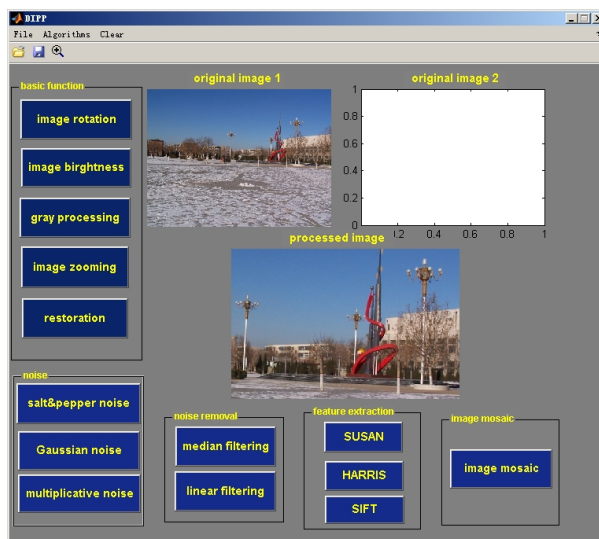 DIPP
File Algorithms Clear
original image 1
original image 2
basic function
image rotation
image birghtness
gray processing
image zooming
restoration
1
0.8
0.6
0.4
0.2
0
0.2 0.4 0.6 0.8 1
processed image
noise
salt&pepper noise
Gaussian noise
multiplicative noise
noise removal
median filtering
linear filtering
feature extraction
SUSAN
HARRIS
SIFT
image mosaic
image mosaic